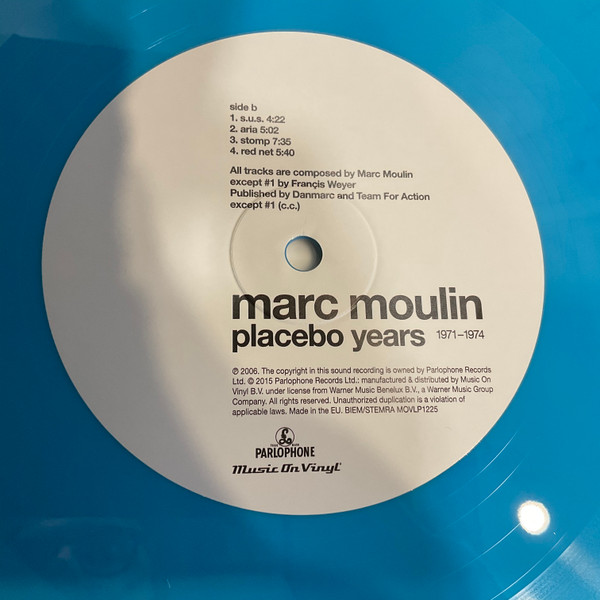 side b
1. s.u.s. 4:22
2. aria 5:02
3. stomp 7:35
4. red net 5:40
All tracks are composed by Marc Moulin
except #1 by Françis Weyer
Published by Danmarc and Team For Action
except #1 (c.c.)
marc moulin
placebo years 1971–1974
℗ 2006. The copyright in this sound recording is owned by Parlophone Records
Ltd. © 2015 Parlophone Records Ltd.: manufactured & distributed by Music On
Vinyl B.V. under license from Warner Music Benelux B.V., a Warner Music Group
Company. All rights reserved. Unauthorized duplication is a violation of
applicable laws. Made in the EU. BIEM/STEMRA MOVLP1225
PARLOPHONE
Music On Vinyl